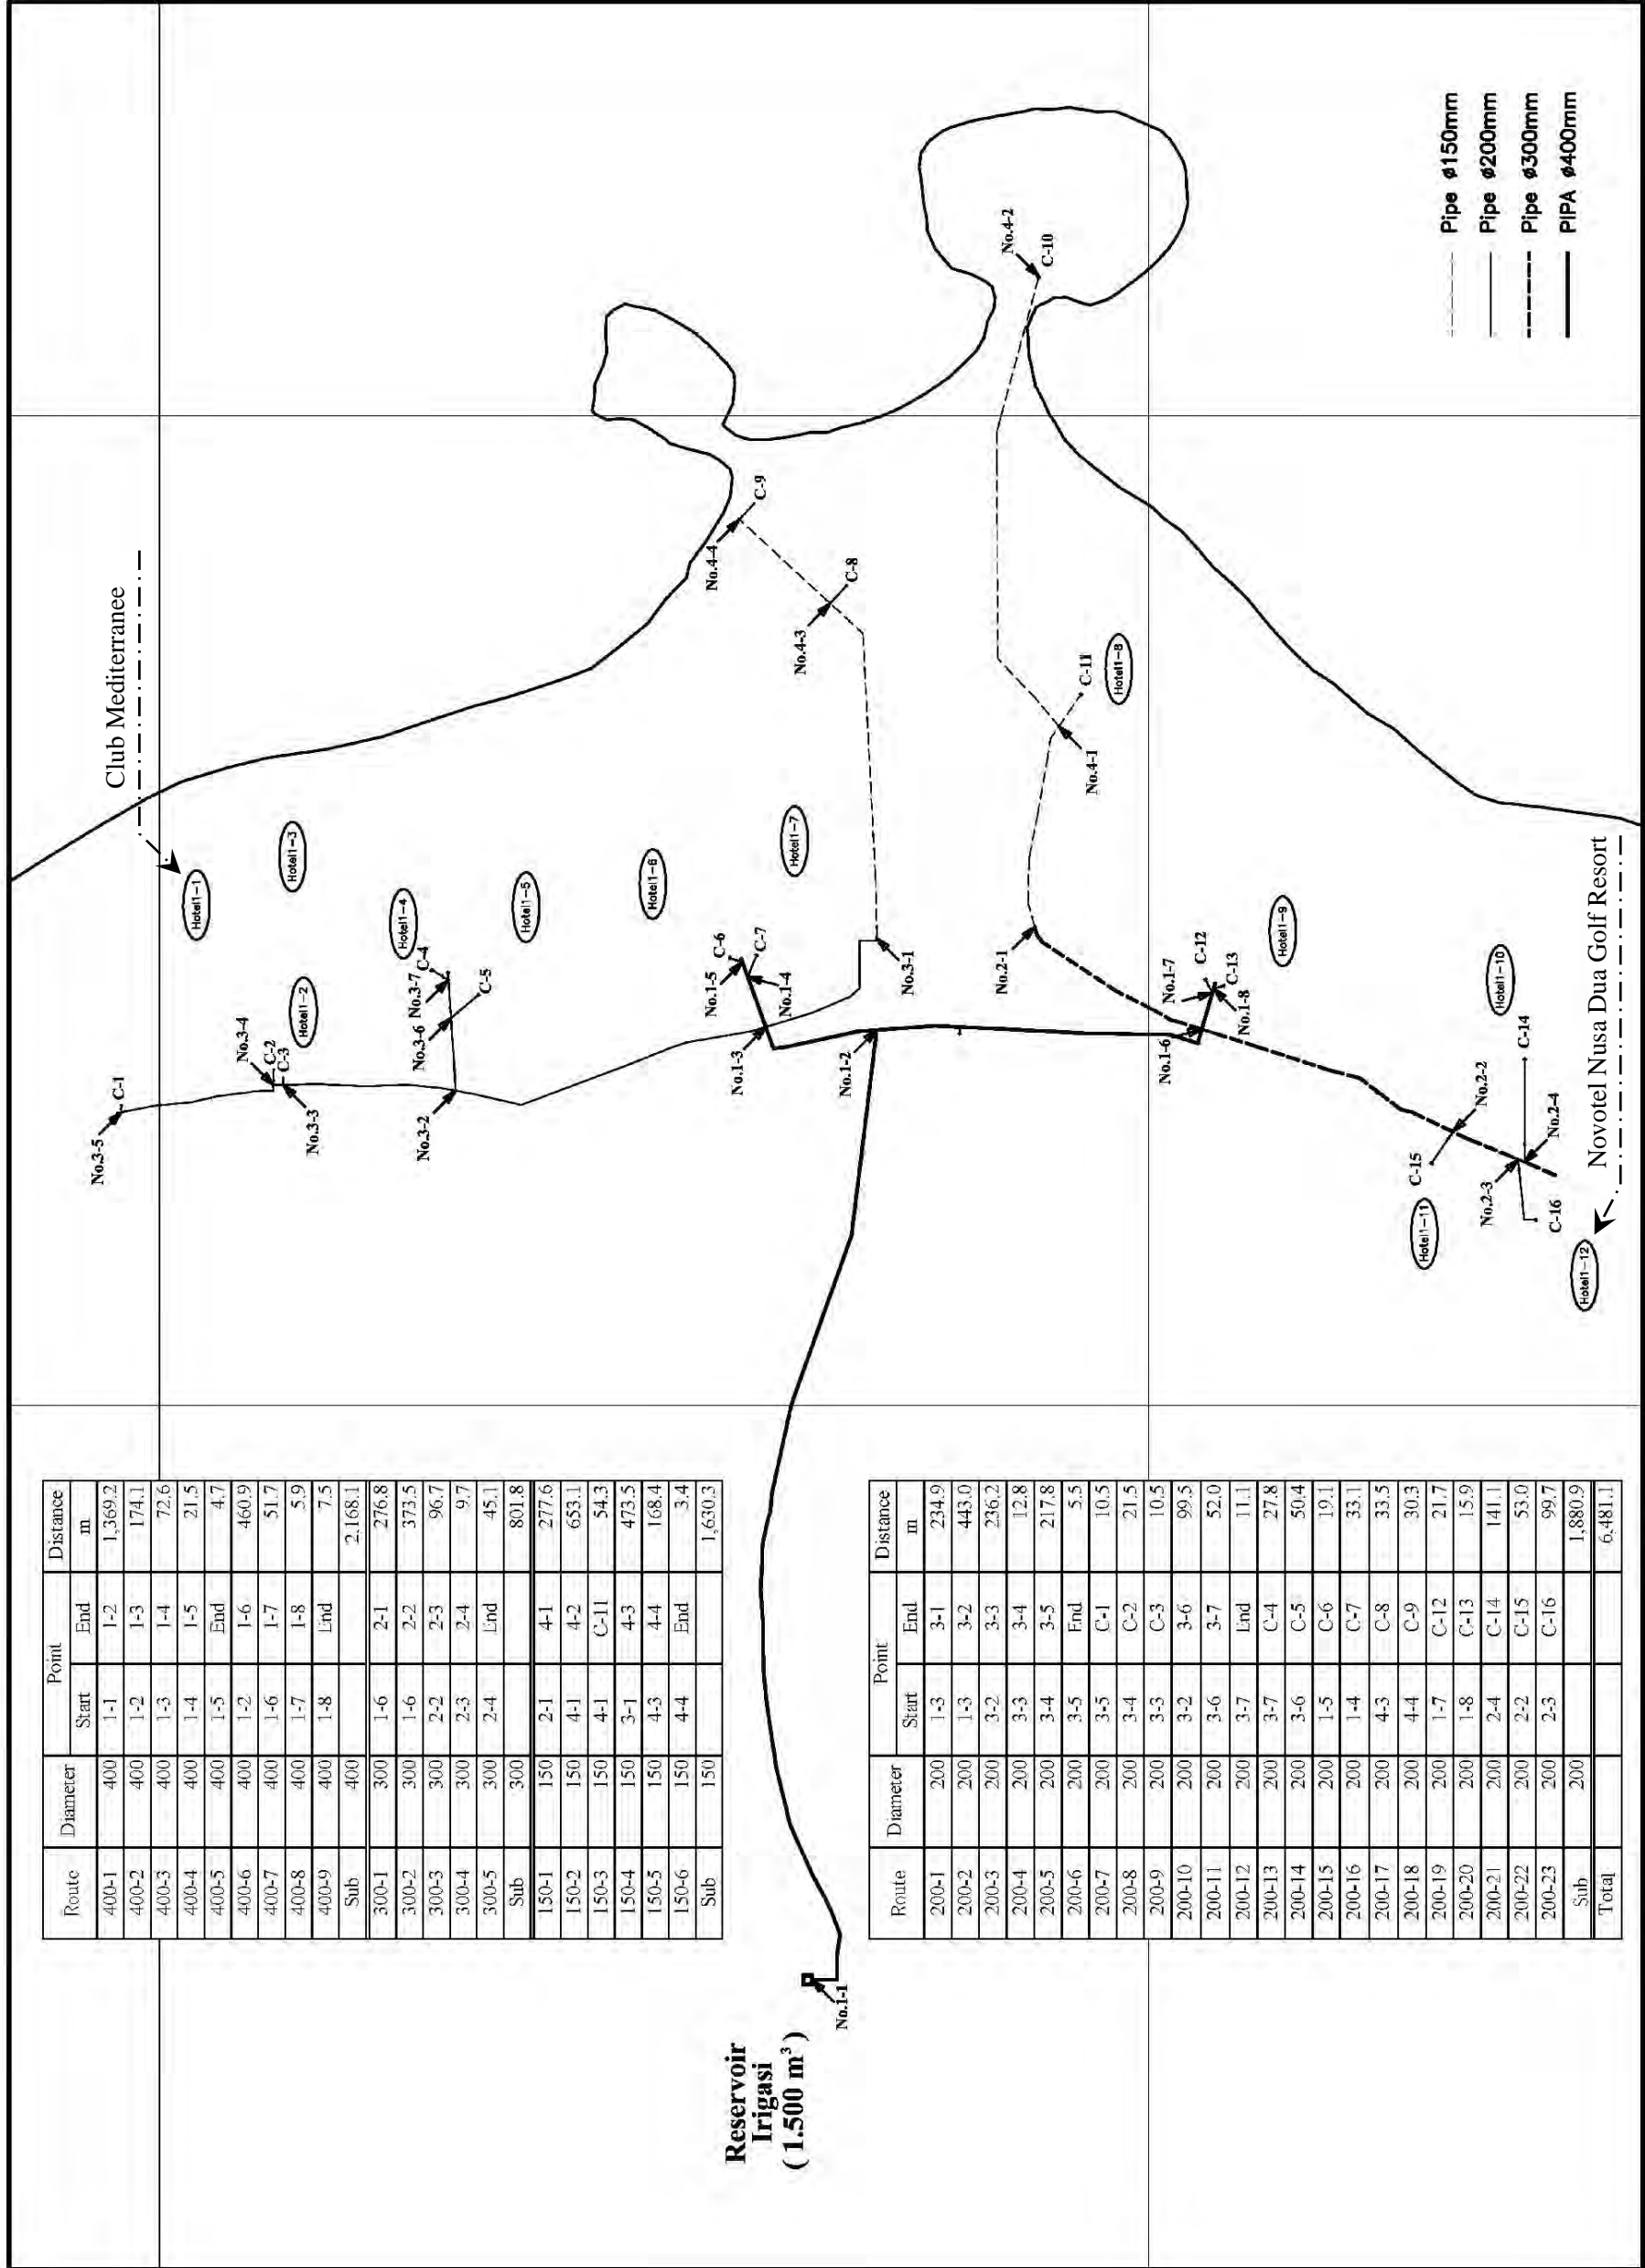 Route Diameter Point Distance
Start End m
400-1 400 1-1 1-2 1,369.2
400-2 400 1-2 1-3 174.1
400-3 400 1-3 1-4 72.6
400-4 400 1-4 1-5 21.5
400-5 400 1-5 End 4.7
400-6 400 1-2 1-6 460.9
400-7 400 1-6 1-7 51.7
400-8 400 1-7 1-8 5.9
400-9 400 1-8 End 7.5
Sub 400 2,168.1
300-1 300 1-6 2-1 276.8
300-2 300 1-6 2-2 373.5
300-3 300 2-2 2-3 96.7
300-4 300 2-3 2-4 9.7
300-5 300 2-4 End 45.1
Sub 300 801.8
150-1 150 2-1 4-1 277.6
150-2 150 4-1 4-2 653.1
150-3 150 4-1 C-11 54.3
150-4 150 3-1 4-3 473.5
150-5 150 4-3 4-4 168.4
150-6 150 4-4 End 3.4
Sub 150 1,630.3
Route Diameter Point Distance
Start End m
200-1 200 1-3 3-1 234.9
200-2 200 1-3 3-2 443.0
200-3 200 3-2 3-3 236.2
200-4 200 3-3 3-4 12.8
200-5 200 3-4 3-5 217.8
200-6 200 3-5 End 5.5
200-7 200 3-5 C-1 10.5
200-8 200 3-4 C-2 21.5
200-9 200 3-3 C-3 10.5
200-10 200 3-2 3-6 99.5
200-11 200 3-6 3-7 52.0
200-12 200 3-7 End 11.1
200-13 200 3-7 C-4 27.8
200-14 200 3-6 C-5 50.4
200-15 200 1-5 C-6 19.1
200-16 200 1-4 C-7 33.1
200-17 200 4-3 C-8 33.5
200-18 200 4-4 C-9 30.3
200-19 200 1-7 C-12 21.7
200-20 200 1-8 C-13 15.9
200-21 200 2-4 C-14 141.1
200-22 200 2-2 C-15 53.0
200-23 200 2-3 C-16 99.7
Sub 200 1,880.9
Total 6,481.1
Reservoir
Irigasi
( 1.500 m³ )
No.1-1
Club Mediterranee
Hotel1-1
Hotel1-3
No.3-5
C-1
No.3-4
C-2
C-3
Hotel1-2
No.3-3
Hotel1-4
C-4
No.3-7
No.3-6
C-5
No.3-2
Hotel1-5
Hotel1-6
Hotel1-7
C-6
C-7
No.1-5
No.1-4
No.1-3
No.1-2
No.3-1
No.4-4
C-9
No.4-3
C-8
No.4-2
C-10
No.4-1
C-11
Hotel1-8
No.2-1
No.1-7
C-12
C-13
No.1-8
No.1-6
Hotel1-9
Hotel1-10
C-14
No.2-2
No.2-4
C-15
No.2-3
C-16
Hotel1-11
Hotel1-12
Novotel Nusa Dua Golf Resort
Pipe ø150mm
Pipe ø200mm
Pipe ø300mm
PIPA ø400mm